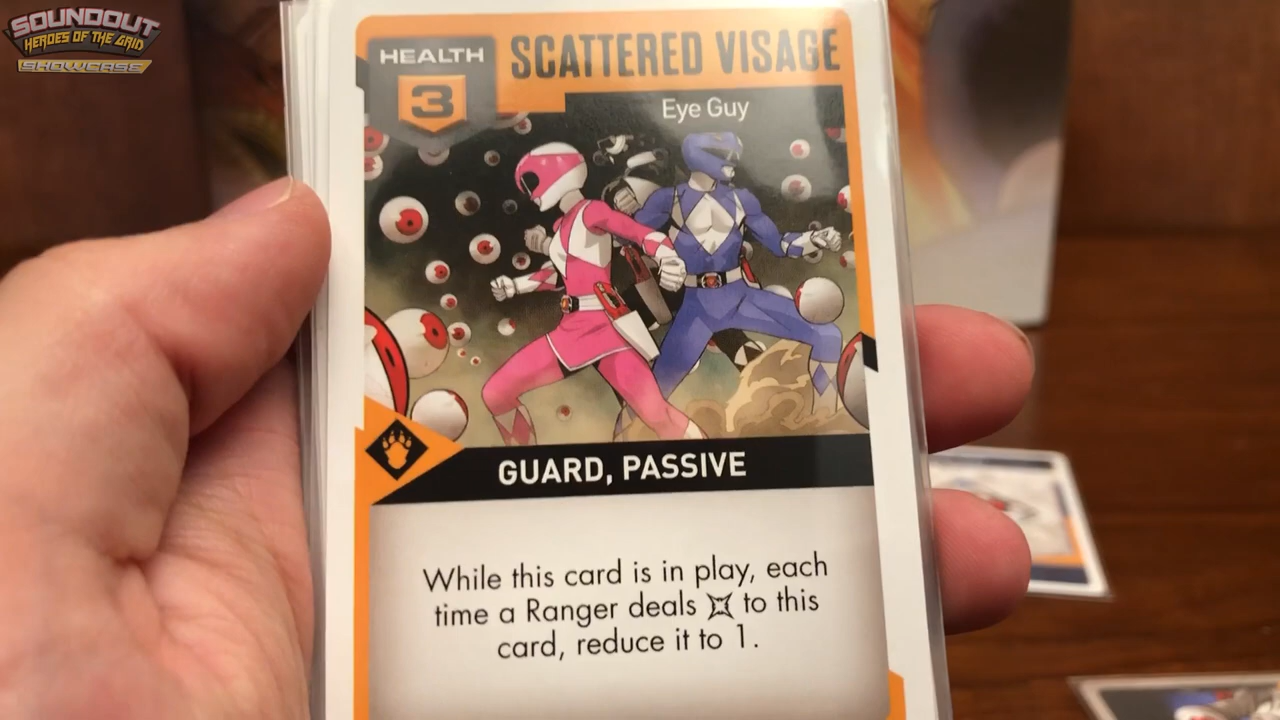 SOUNDOUT
HEROES OF THE GRID
SHOWCASE
HEALTH
3
SCATTERED VISAGE
Eye Guy
GUARD, PASSIVE
While this card is in play, each
time a Ranger deals to this
card, reduce it to 1.